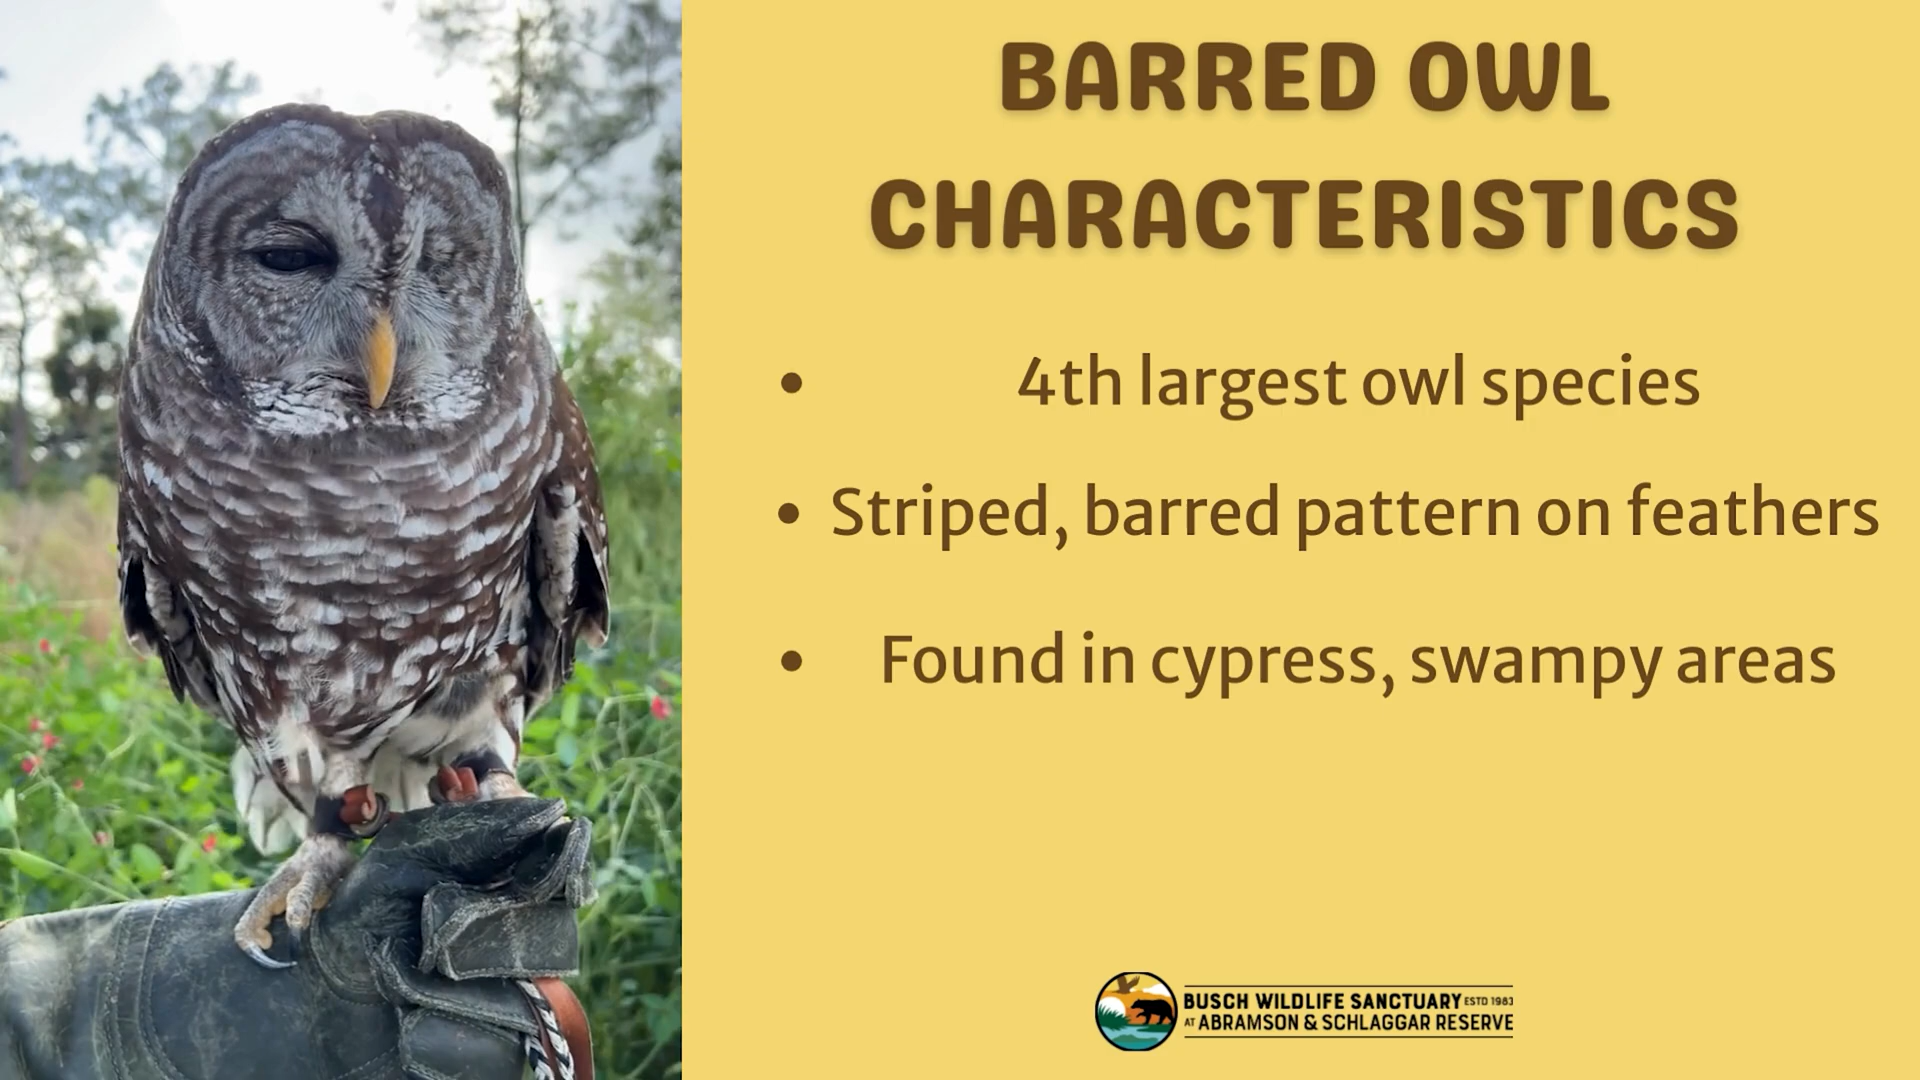 BARRED OWL
CHARACTERISTICS
• 4th largest owl species
• Striped, barred pattern on feathers
• Found in cypress, swampy areas
BUSCH WILDLIFE SANCTUARY ESTD 1983
AT ABRAMSON & SCHLAGGAR RESERVE